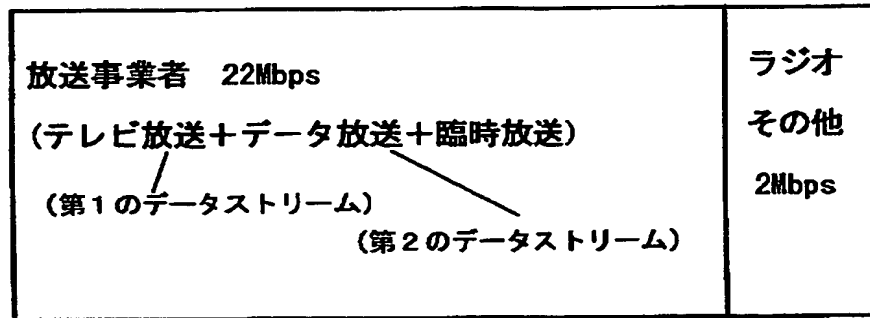 放送事業者 22Mbps
(テレビ放送＋データ放送＋臨時放送)
(第１のデータストリーム)
(第２のデータストリーム)
ラジオ
その他
2Mbps